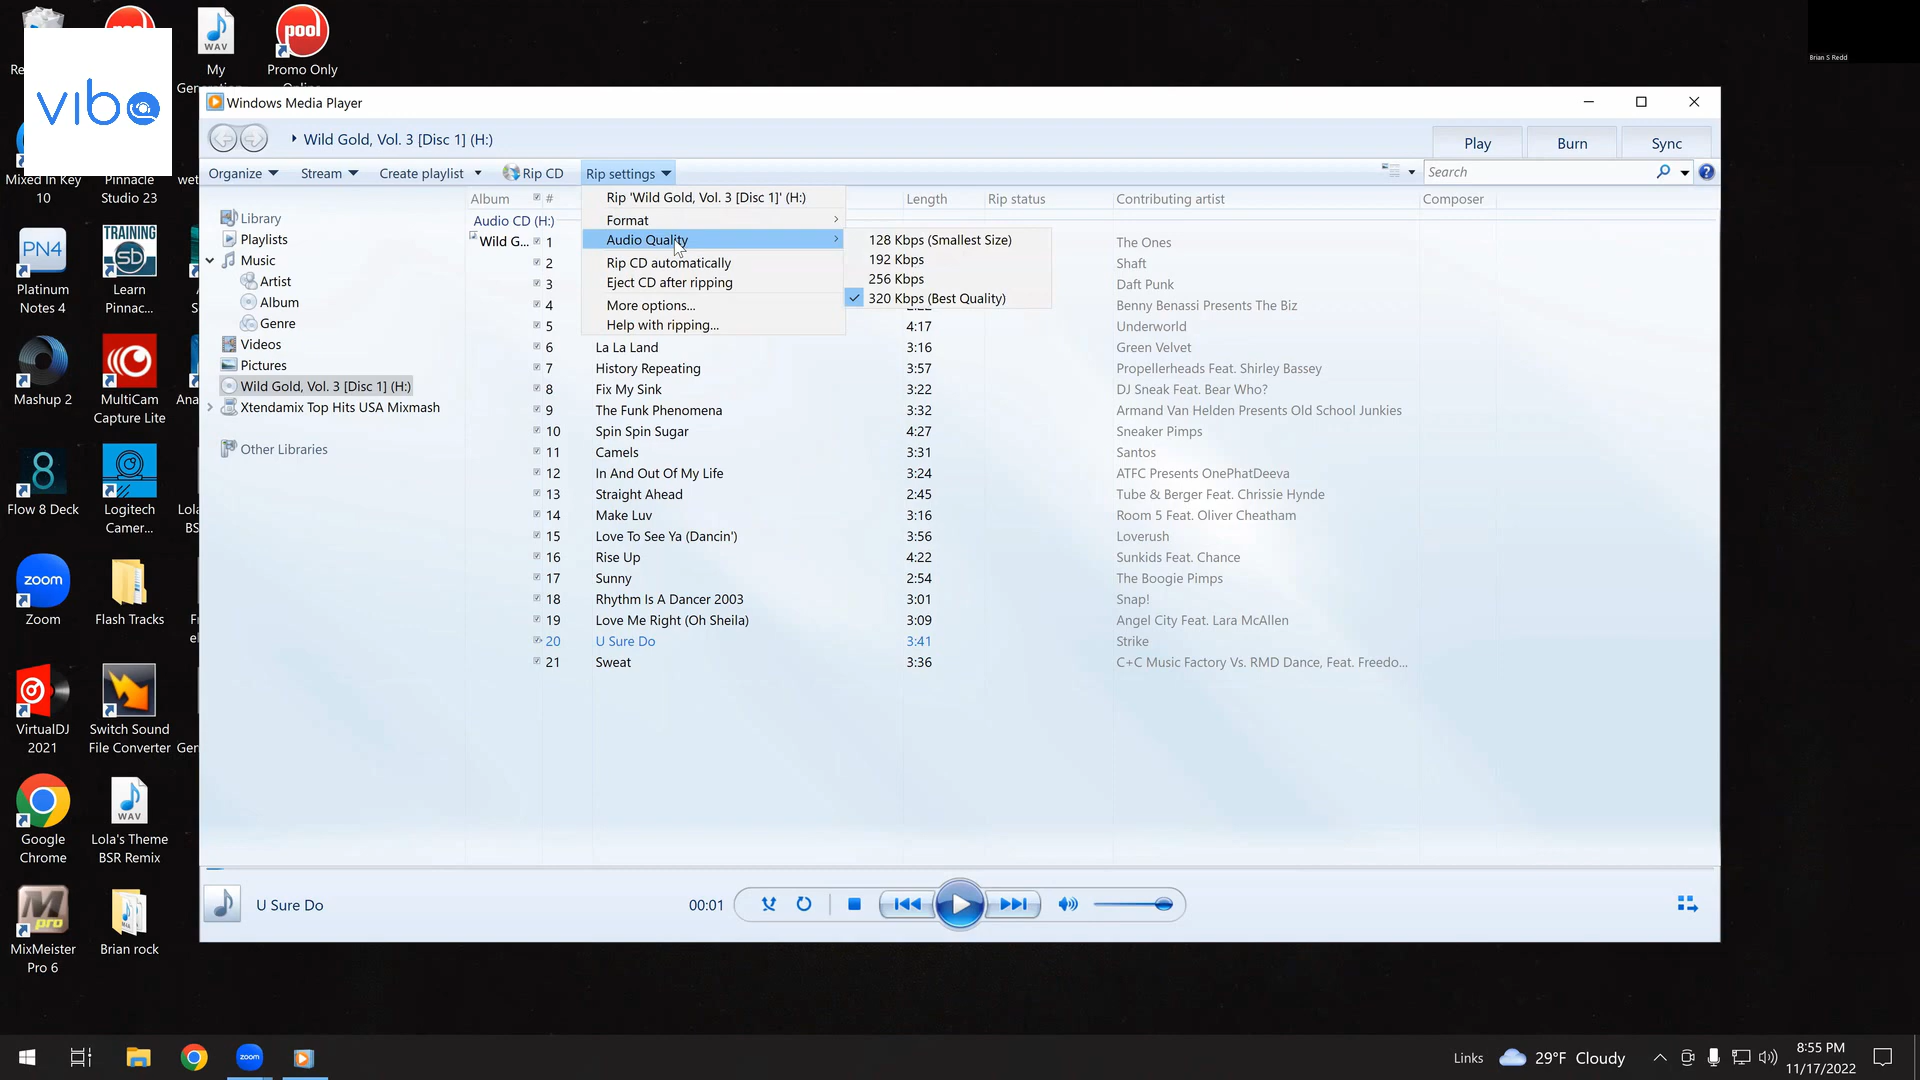 My
Promo Only
pool
WAV
Brian S Redd
vibo
Windows Media Player
Wild Gold, Vol. 3 [Disc 1] (H:)
Play
Burn
Sync
Organize
Stream
Create playlist
Rip CD
Rip settings
Search
Mixed In Key
10
Pinnacle
Studio 23
Album
#
Length
Rip status
Contributing artist
Composer
Rip 'Wild Gold, Vol. 3 [Disc 1]' (H:)
Format
Audio Quality
Rip CD automatically
Eject CD after ripping
More options...
Help with ripping...
128 Kbps (Smallest Size)
192 Kbps
256 Kbps
320 Kbps (Best Quality)
Library
Playlists
Music
Artist
Album
Genre
Videos
Pictures
Wild Gold, Vol. 3 [Disc 1] (H:)
Xtendamix Top Hits USA Mixmash
Other Libraries
Audio CD (H:)
Wild G...
1 The Ones
2 Shaft
3 Daft Punk
4 Benny Benassi Presents The Biz
5 4:17 Underworld
6 La La Land 3:16 Green Velvet
7 History Repeating 3:57 Propellerheads Feat. Shirley Bassey
8 Fix My Sink 3:22 DJ Sneak Feat. Bear Who?
9 The Funk Phenomena 3:32 Armand Van Helden Presents Old School Junkies
10 Spin Spin Sugar 4:27 Sneaker Pimps
11 Camels 3:31 Santos
12 In And Out Of My Life 3:24 ATFC Presents OnePhatDeeva
13 Straight Ahead 2:45 Tube & Berger Feat. Chrissie Hynde
14 Make Luv 3:16 Room 5 Feat. Oliver Cheatham
15 Love To See Ya (Dancin') 3:56 Loverush
16 Rise Up 4:22 Sunkids Feat. Chance
17 Sunny 2:54 The Boogie Pimps
18 Rhythm Is A Dancer 2003 3:01 Snap!
19 Love Me Right (Oh Sheila) 3:09 Angel City Feat. Lara McAllen
20 U Sure Do 3:41 Strike
21 Sweat 3:36 C+C Music Factory Vs. RMD Dance, Feat. Freedo...
PN4
TRAINING
sb
Platinum
Notes 4
Learn
Pinnac...
Mashup 2
MultiCam
Capture Lite
8
Flow 8 Deck
Logitech
Camer...
zoom
Zoom
Flash Tracks
VirtualDJ
2021
Switch Sound
File Converter
Google
Chrome
WAV
Lola's Theme
BSR Remix
M
pro
MixMeister
Pro 6
Brian rock
U Sure Do
00:01
zoom
Links
29°F Cloudy
8:55 PM
11/17/2022